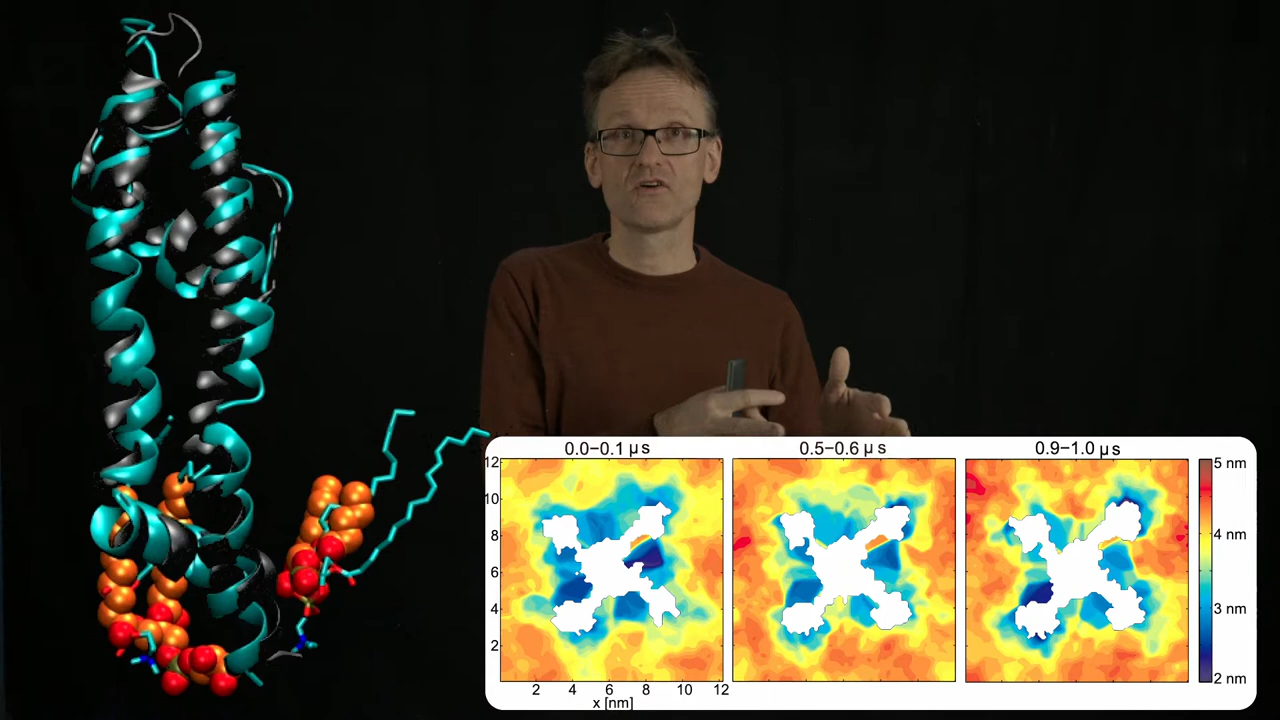 0.0–0.1 μs
0.5–0.6 μs
0.9–1.0 μs
12
10
8
6
4
2
2
4
6
8
10
12
x [nm]
5 nm
4 nm
3 nm
2 nm